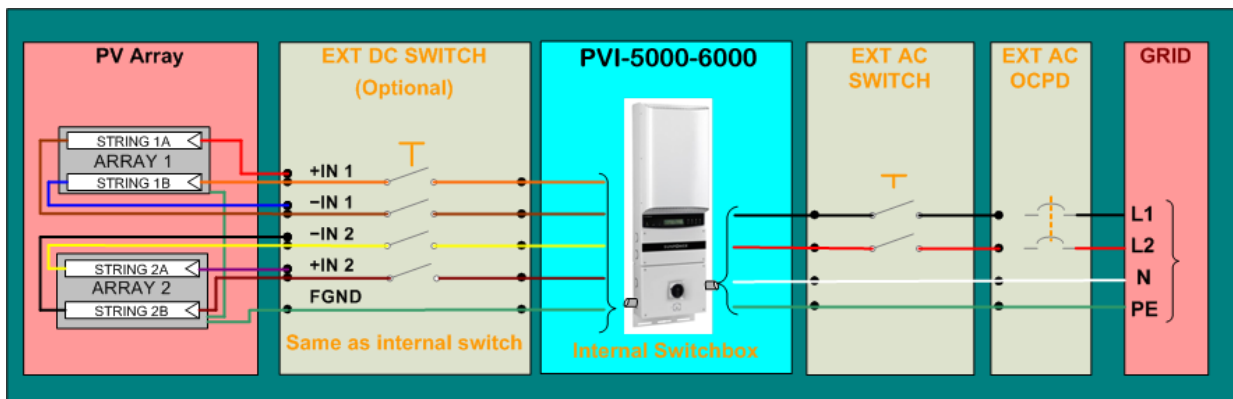 PV Array
STRING 1A
ARRAY 1
STRING 1B
STRING 2A
ARRAY 2
STRING 2B
EXT DC SWITCH
(Optional)
+IN 1
−IN 1
−IN 2
+IN 2
FGND
Same as internal switch
PVI-5000-6000
Internal Switchbox
EXT AC
SWITCH
EXT AC
OCPD
GRID
L1
L2
N
PE